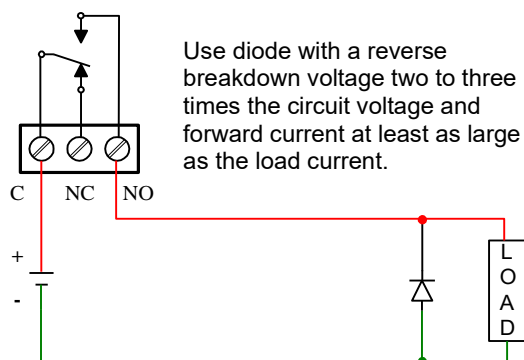 Use diode with a reverse
breakdown voltage two to three
times the circuit voltage and
forward current at least as large
as the load current.
C NC NO
+
-
L
O
A
D